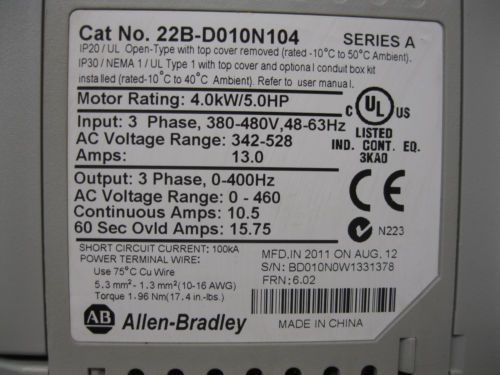 Cat No. 22B-D010N104 SERIES A
IP20 / UL Open-Type with top cover removed (rated -10°C to 50°C Ambient).
IP30 / NEMA 1 / UL Type 1 with top cover and optional conduit box kit
installed (rated-10°C to 40°C Ambient). Refer to user manual.
Motor Rating: 4.0kW/5.0HP
Input: 3 Phase, 380-480V,48-63Hz
AC Voltage Range: 342-528
Amps: 13.0
C UL US
LISTED
IND. CONT. EQ.
3KA0
Output: 3 Phase, 0-400Hz
AC Voltage Range: 0 - 460
Continuous Amps: 10.5
60 Sec Ovld Amps: 15.75
CE
N223
SHORT CIRCUIT CURRENT: 100kA
POWER TERMINAL WIRE:
Use 75°C Cu Wire
5.3 mm² - 1.3 mm²(10-16 AWG)
Torque 1.96 Nm(17.4 in.-lbs.)
MFD.IN 2011 ON AUG. 12
S/N: BD010N0W1331378
FRN: 6.02
AB Allen-Bradley
MADE IN CHINA